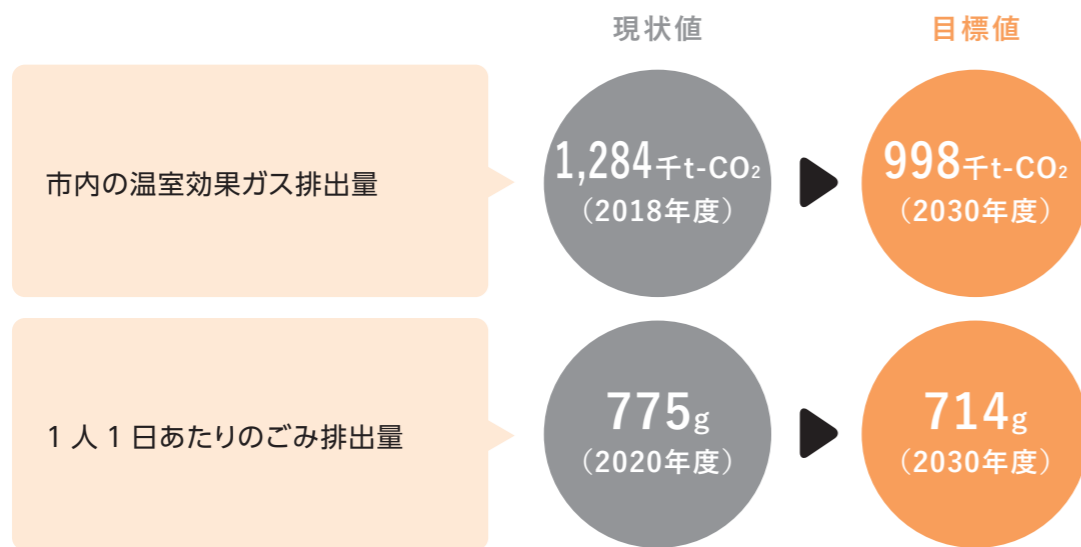 現状値
目標値
市内の温室効果ガス排出量
1,284千t-CO₂
（2018年度）
998千t-CO₂
（2030年度）
1人1日あたりのごみ排出量
775g
（2020年度）
714g
（2030年度）